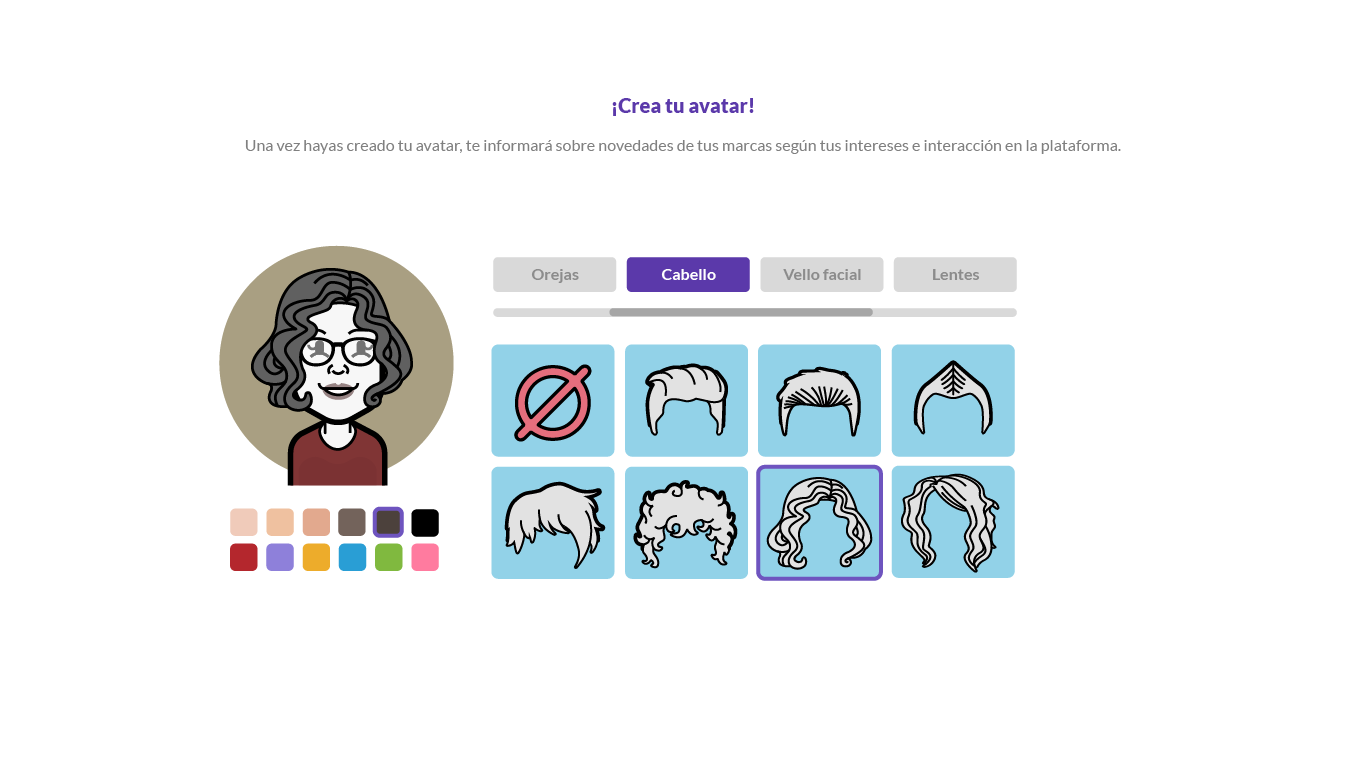 ¡Crea tu avatar!
Una vez hayas creado tu avatar, te informará sobre novedades de tus marcas según tus intereses e interacción en la plataforma.
Orejas
Cabello
Vello facial
Lentes